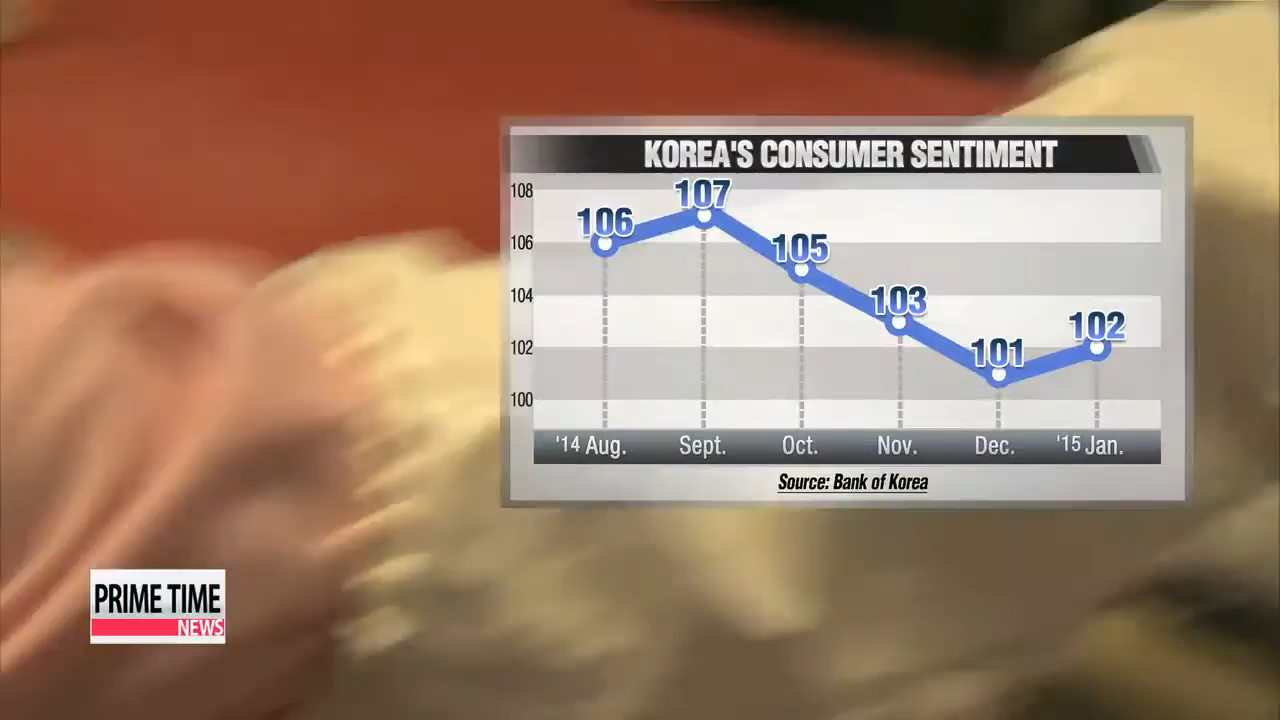 KOREA'S CONSUMER SENTIMENT
108
106
104
102
100
106
107
105
103
101
102
'14 Aug.
Sept.
Oct.
Nov.
Dec.
'15 Jan.
Source: Bank of Korea
PRIME TIME
NEWS